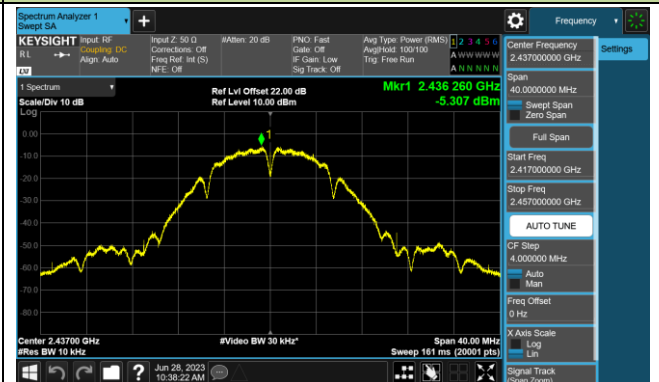 Spectrum Analyzer 1
Swept SA
+
Frequency
KEYSIGHT
Input: RF
Coupling: DC
Align: Auto
Input Z: 50 Ω
Corrections: Off
Freq Ref: Int (S)
NFE: Off
#Atten: 20 dB
PNO: Fast
Gate: Off
IF Gain: Low
Sig Track: Off
Avg Type: Power (RMS)
Avg|Hold: 100/100
Trig: Free Run
1 2 3 4 5 6
A W W W W W
A N N N N N
RL
1 Spectrum
Scale/Div 10 dB
Log
Ref Lvl Offset 22.00 dB
Ref Level 10.00 dBm
Mkr1 2.436 260 GHz
-5.307 dBm
1
0.00
-10.0
-20.0
-30.0
-40.0
-50.0
-60.0
-70.0
-80.0
Center 2.43700 GHz
#Res BW 10 kHz
#Video BW 30 kHz*
Span 40.00 MHz
Sweep 161 ms (20001 pts)
Jun 28, 2023
10:38:22 AM
Center Frequency
2.437000000 GHz
Settings
Span
40.0000000 MHz
Swept Span
Zero Span
Full Span
Start Freq
2.417000000 GHz
Stop Freq
2.457000000 GHz
AUTO TUNE
CF Step
4.000000 MHz
Auto
Man
Freq Offset
0 Hz
X Axis Scale
Log
Lin
Signal Track
(Span Zoom)